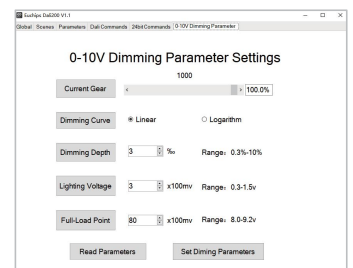 Euchips Da5200 V1.1
Global Scenes Parameters Dali Commands 24bit Commands 0-10V Dimming Parameter
0-10V Dimming Parameter Settings
1000
Current Gear 100.0%
Dimming Curve Linear Logarithm
Dimming Depth 3 ‰ Range：0.3%-10%
Lighting Voltage 3 x100mv Range：0.3-1.5v
Full-Load Point 80 x100mv Range：8.0-9.2v
Read Parameters Set Diming Parameters